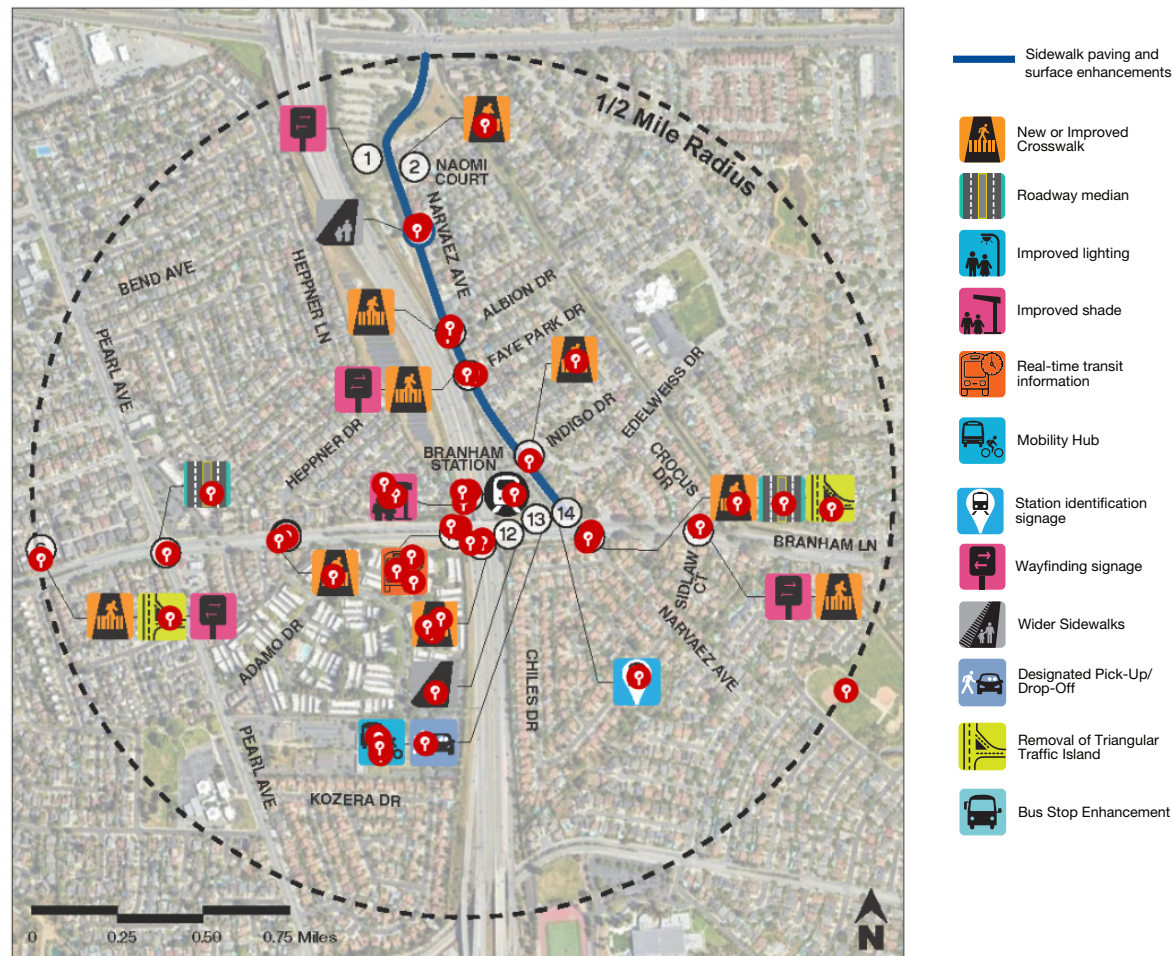 1/2 Mile Radius
1
2
NAOMI
COURT
NARVAEZ AVE
HEPPNER LN
BEND AVE
ALBION DR
FAYE PARK DR
PEARL AVE
EDELWEISS DR
INDIGO DR
HEPPNER DR
BRANHAM
STATION
CROCUS
DR
12
13
14
BRANHAM LN
SIDLAW
CT
NARVAEZ AVE
ADAMO DR
CHILES DR
PEARL AVE
KOZERA DR
0
0.25
0.50
0.75 Miles
N
Sidewalk paving and
surface enhancements
New or Improved
Crosswalk
Roadway median
Improved lighting
Improved shade
Real-time transit
information
Mobility Hub
Station identification
signage
Wayfinding signage
Wider Sidewalks
Designated Pick-Up/
Drop-Off
Removal of Triangular
Traffic Island
Bus Stop Enhancement